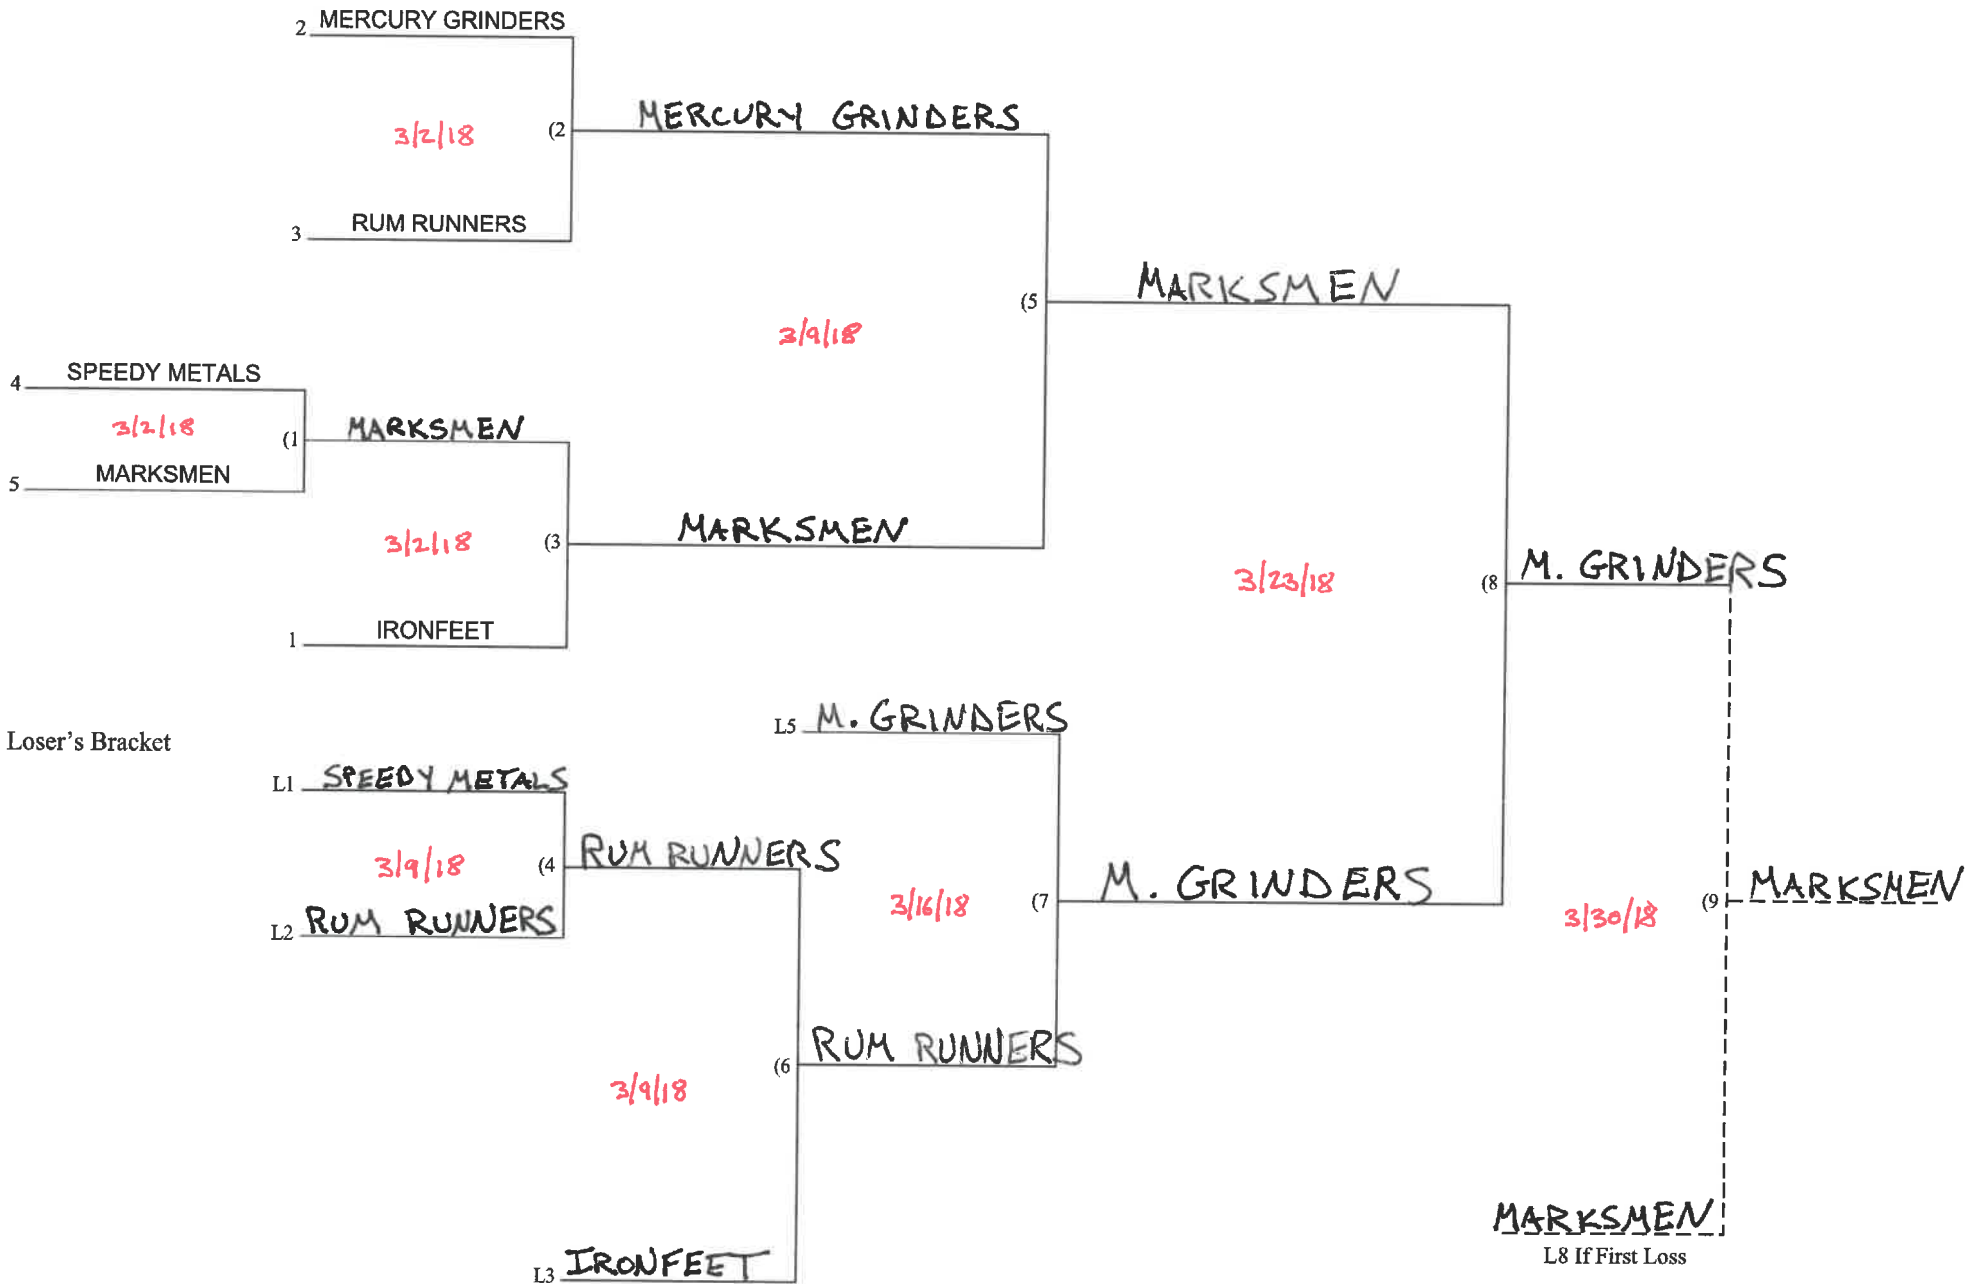 2 MERCURY GRINDERS
3/2/18
(2 MERCURY GRINDERS
3 RUM RUNNERS
3/9/18
(5 MARKSMEN
4 SPEEDY METALS
3/2/18
(1 MARKSMEN
5 MARKSMEN
3/2/18
(3 MARKSMEN
1 IRONFEET
3/23/18
(8 M. GRINDERS
Loser's Bracket
L5 M. GRINDERS
L1 SPEEDY METALS
3/9/18
(4 RUM RUNNERS
L2 RUM RUNNERS
3/16/18
(7 M. GRINDERS
3/30/18
(9 MARKSMEN
3/9/18
(6 RUM RUNNERS
L3 IRONFEET
MARKSMEN
L8 If First Loss